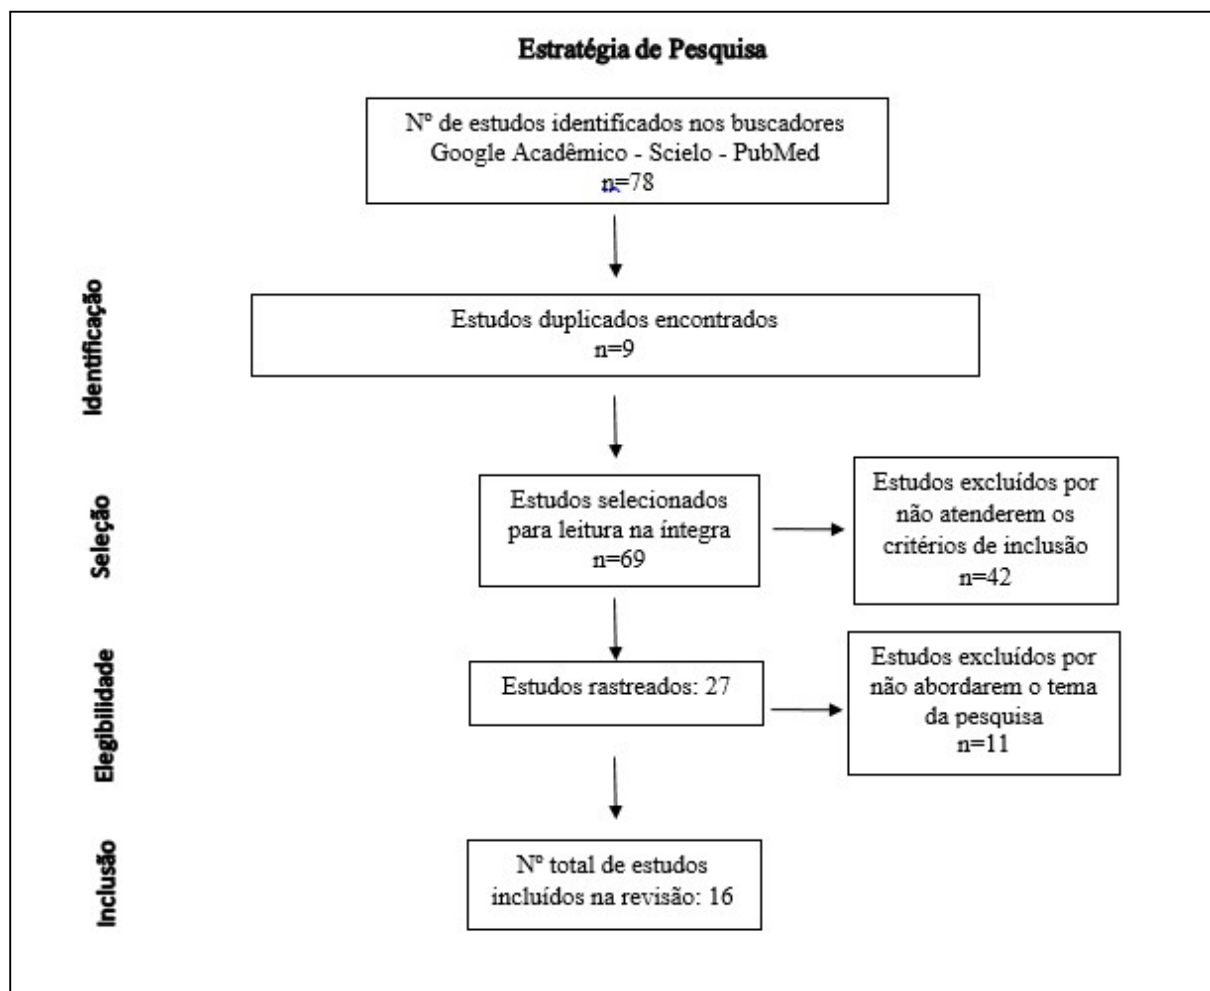 Estratégia de Pesquisa
Nº de estudos identificados nos buscadores
Google Acadêmico - Scielo - PubMed
n=78
Identificação
Estudos duplicados encontrados
n=9
Seleção
Estudos selecionados
para leitura na íntegra
n=69
Estudos excluídos por
não atenderem os
critérios de inclusão
n=42
Elegibilidade
Estudos rastreados: 27
Estudos excluídos por
não abordarem o tema
da pesquisa
n=11
Inclusão
Nº total de estudos
incluídos na revisão: 16